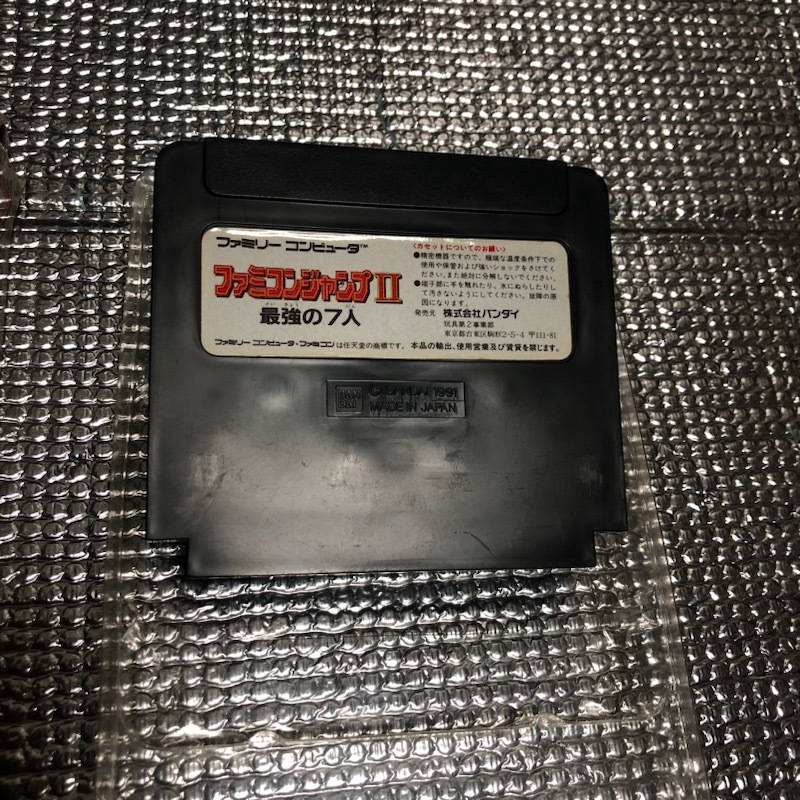 ファミリー コンピュータ™
ファミコンジャンプⅡ
さい きょう
最強の7人
ファミリー コンピュータ・ファミコン は任天堂の商標です。
〈カセットについてのお願い〉
●精密機器ですので、極端な温度条件下での
使用や保管および強いショックをさけてく
ださい。また絶対に分解しないでください。
●端子部に手を触れたり、水にぬらしたりし
て汚さないようにしてください。故障の原
因になります。
発売元 株式会社バンダイ
玩具第2事業部
東京都台東区駒形2-5-4 〒111-81
本品の輸出、使用営業及び賃貸を禁じます。
BAN
DAI
© BANDAI 1991
MADE IN JAPAN